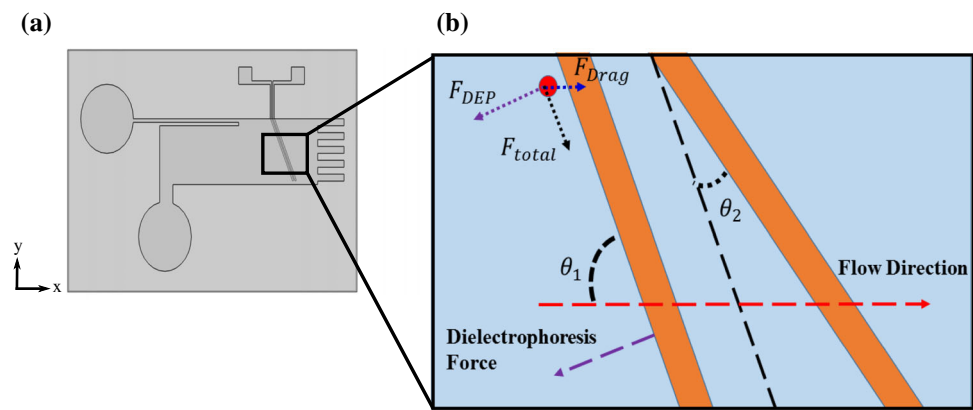 (a)
y
x
(b)
F_Drag
F_DEP
F_total
θ_2
θ_1
Flow Direction
Dielectrophoresis
Force